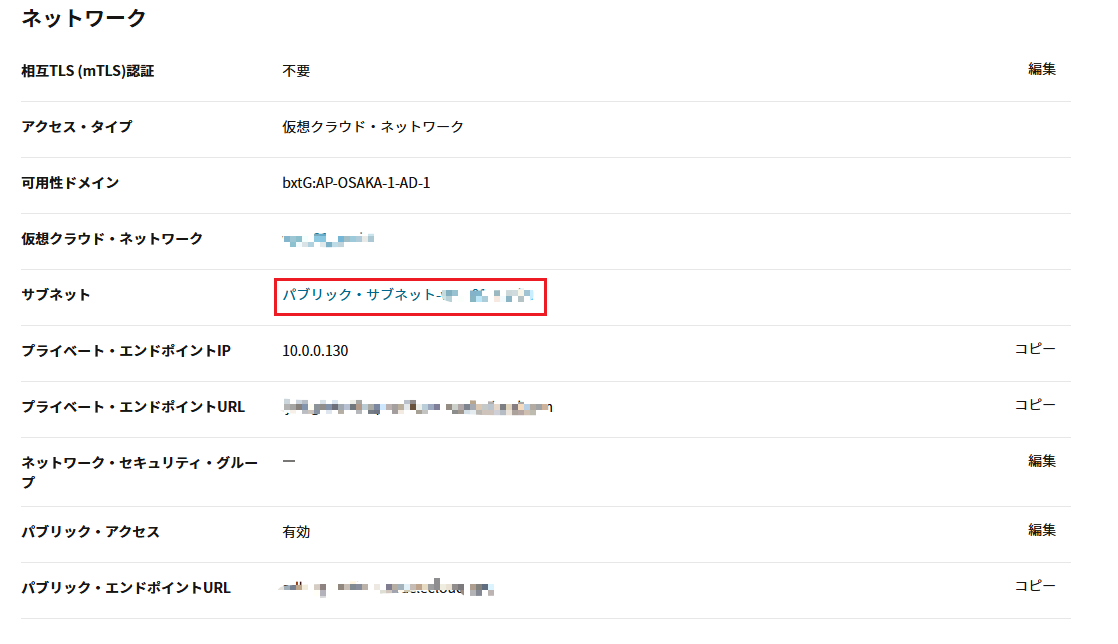 ネットワーク
相互TLS (mTLS)認証 不要 編集
アクセス・タイプ 仮想クラウド・ネットワーク
可用性ドメイン bxtG:AP-OSAKA-1-AD-1
仮想クラウド・ネットワーク
サブネット パブリック・サブネット-
プライベート・エンドポイントIP 10.0.0.130 コピー
プライベート・エンドポイントURL コピー
ネットワーク・セキュリティ・グルー — 編集
プ
パブリック・アクセス 有効 編集
パブリック・エンドポイントURL コピー